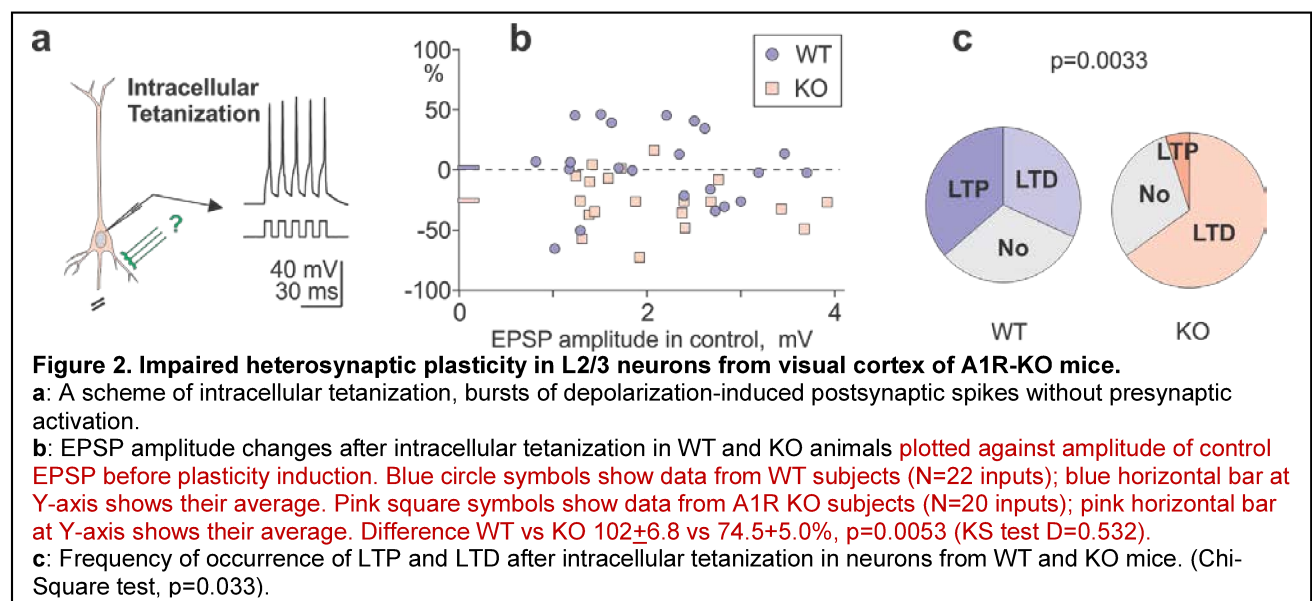 a
Intracellular
Tetanization
?
40 mV
30 ms
b
100
%
50
0
-50
-100
0
2
4
EPSP amplitude in control, mV
WT
KO
c
p=0.0033
LTP
LTD
No
WT
LTP
No
LTD
KO
Figure 2. Impaired heterosynaptic plasticity in L2/3 neurons from visual cortex of A1R-KO mice.
a: A scheme of intracellular tetanization, bursts of depolarization-induced postsynaptic spikes without presynaptic
activation.
b: EPSP amplitude changes after intracellular tetanization in WT and KO animals plotted against amplitude of control
EPSP before plasticity induction. Blue circle symbols show data from WT subjects (N=22 inputs); blue horizontal bar at
Y-axis shows their average. Pink square symbols show data from A1R KO subjects (N=20 inputs); pink horizontal bar
at Y-axis shows their average. Difference WT vs KO 102+6.8 vs 74.5+5.0%, p=0.0053 (KS test D=0.532).
c: Frequency of occurrence of LTP and LTD after intracellular tetanization in neurons from WT and KO mice. (Chi-
Square test, p=0.033).